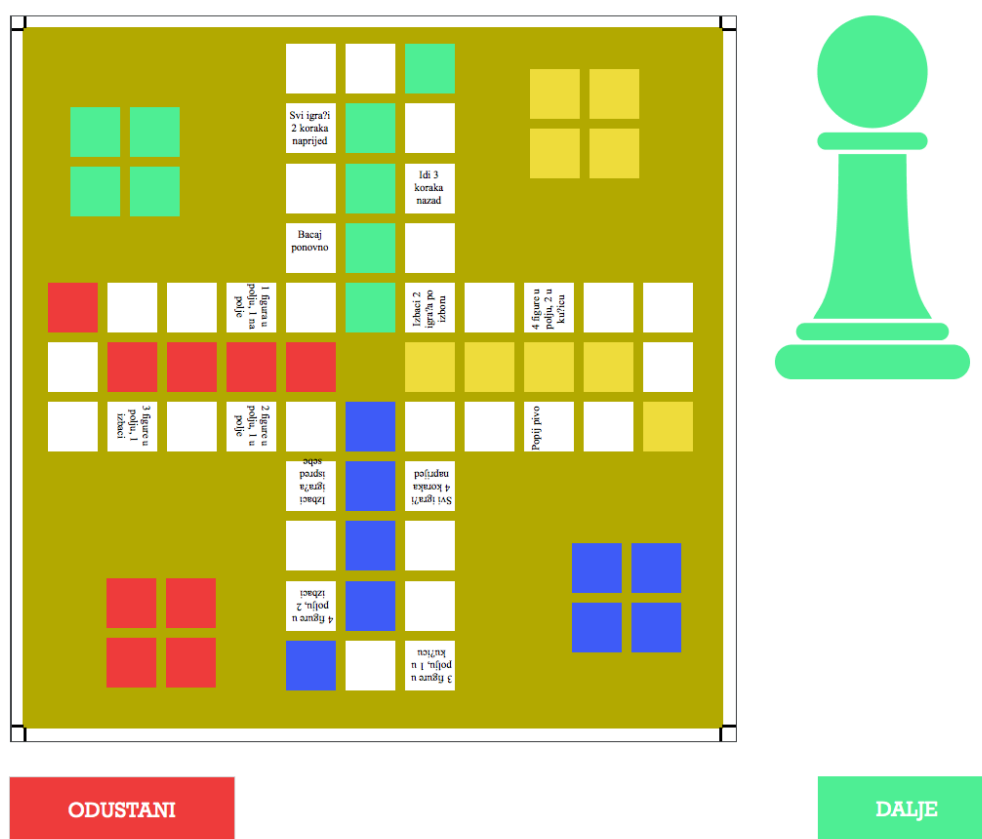 Svi igra?i
2 koraka
naprijed
Idi 3
koraka
nazad
Bacaj
ponovno
1 figura u
polju, 1 na
polje
Izbaci 2
igra?a po
izboru
4 figure u
polju, 2 u
ku?icu
3 figure u
polju, 1
izbaci
2 figure u
polju, 1 u
polje
Popij pivo
Izbaci
igra?a
ispred
sebe
Svi igra?i
4 koraka
naprijed
4 figure u
polju, 2
izbaci
3 figure u
polju, 1 u
ku?icu
ODUSTANI
DALJE